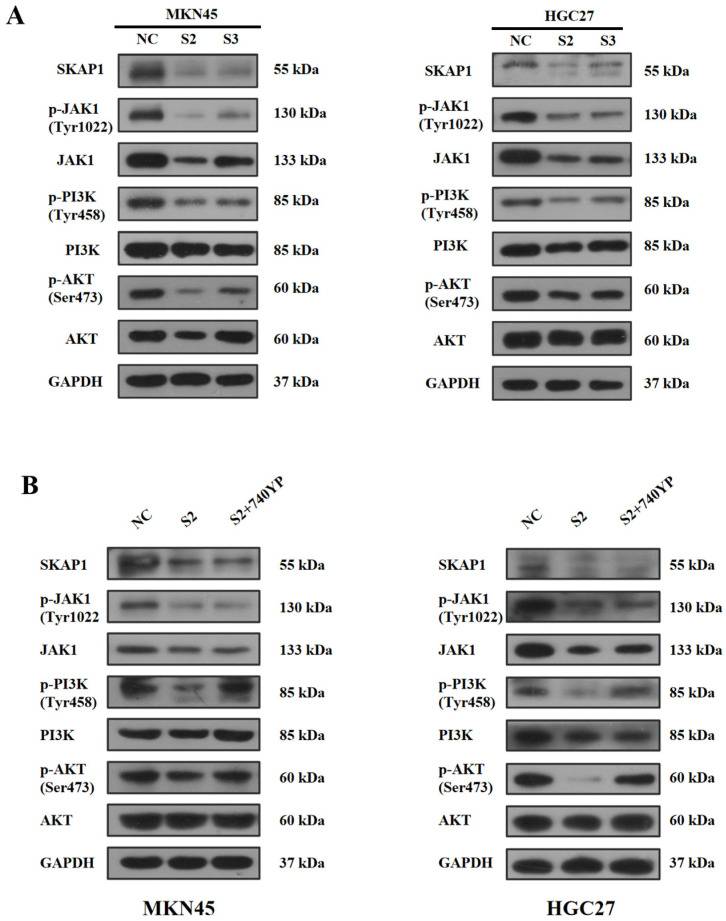 A
MKN45
NC S2 S3
SKAP1 55 kDa
p-JAK1 130 kDa
(Tyr1022)
JAK1 133 kDa
p-PI3K 85 kDa
(Tyr458)
PI3K 85 kDa
p-AKT 60 kDa
(Ser473)
AKT 60 kDa
GAPDH 37 kDa
HGC27
NC S2 S3
SKAP1 55 kDa
p-JAK1 130 kDa
(Tyr1022)
JAK1 133 kDa
p-PI3K 85 kDa
(Tyr458)
PI3K 85 kDa
p-AKT 60 kDa
(Ser473)
AKT 60 kDa
GAPDH 37 kDa
B
NC S2 S2+740YP
SKAP1 55 kDa
p-JAK1 130 kDa
(Tyr1022
JAK1 133 kDa
p-PI3K 85 kDa
(Tyr458)
PI3K 85 kDa
p-AKT 60 kDa
(Ser473)
AKT 60 kDa
GAPDH 37 kDa
MKN45
NC S2 S2+740YP
SKAP1 55 kDa
p-JAK1 130 kDa
(Tyr1022)
JAK1 133 kDa
p-PI3K 85 kDa
(Tyr458)
PI3K 85 kDa
p-AKT 60 kDa
(Ser473)
AKT 60 kDa
GAPDH 37 kDa
HGC27